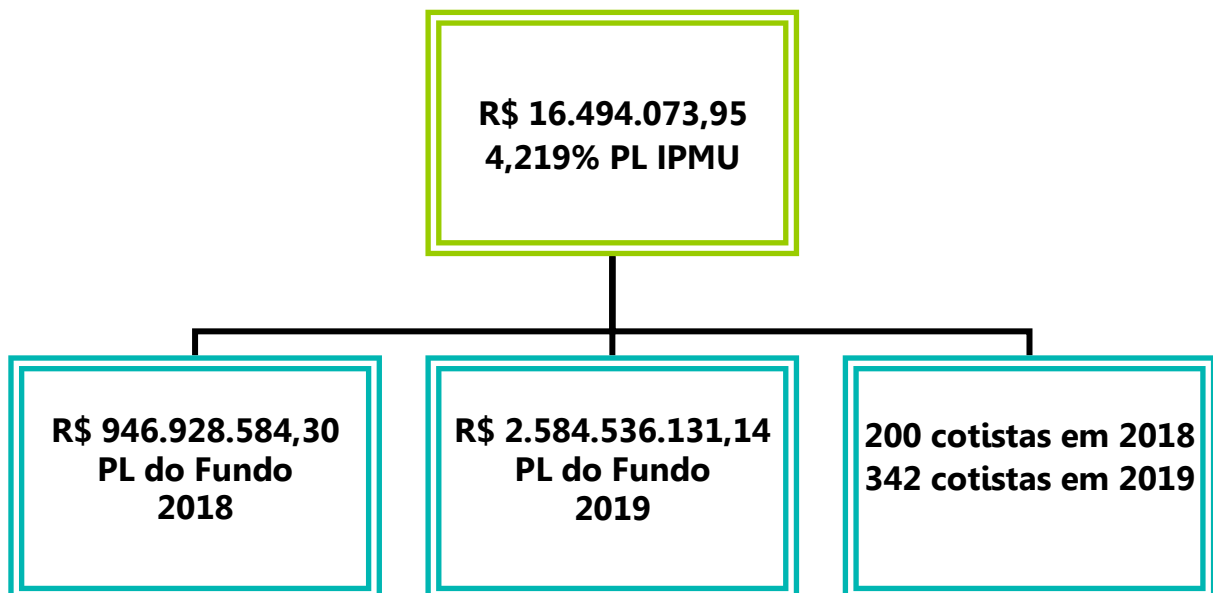 R$ 16.494.073,95
4,219% PL IPMU
R$ 946.928.584,30
PL do Fundo
2018
R$ 2.584.536.131,14
PL do Fundo
2019
200 cotistas em 2018
342 cotistas em 2019